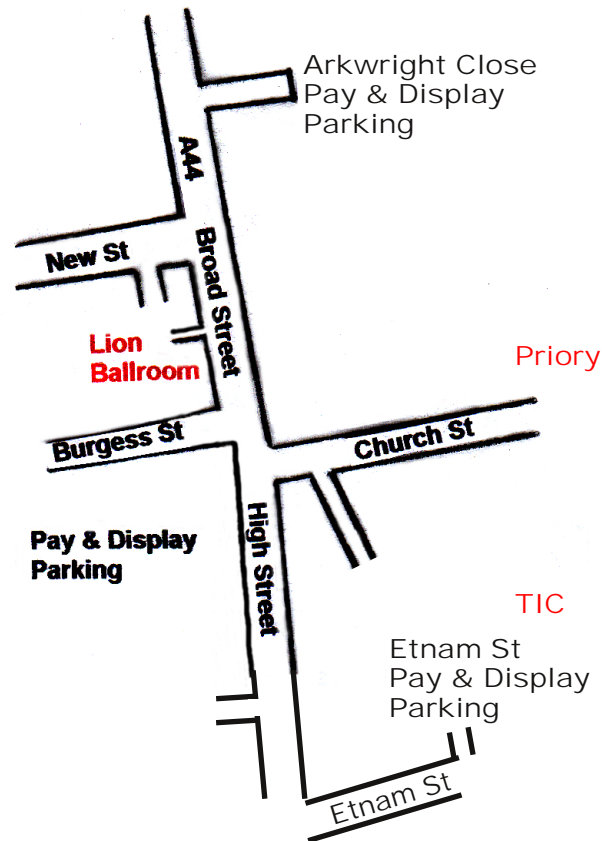 Arkwright Close
Pay & Display
Parking
A44
New St
Broad Street
Lion
Ballroom
Priory
Burgess St
Church St
Pay & Display
Parking
High Street
TIC
Etnam St
Pay & Display
Parking
Etnam St